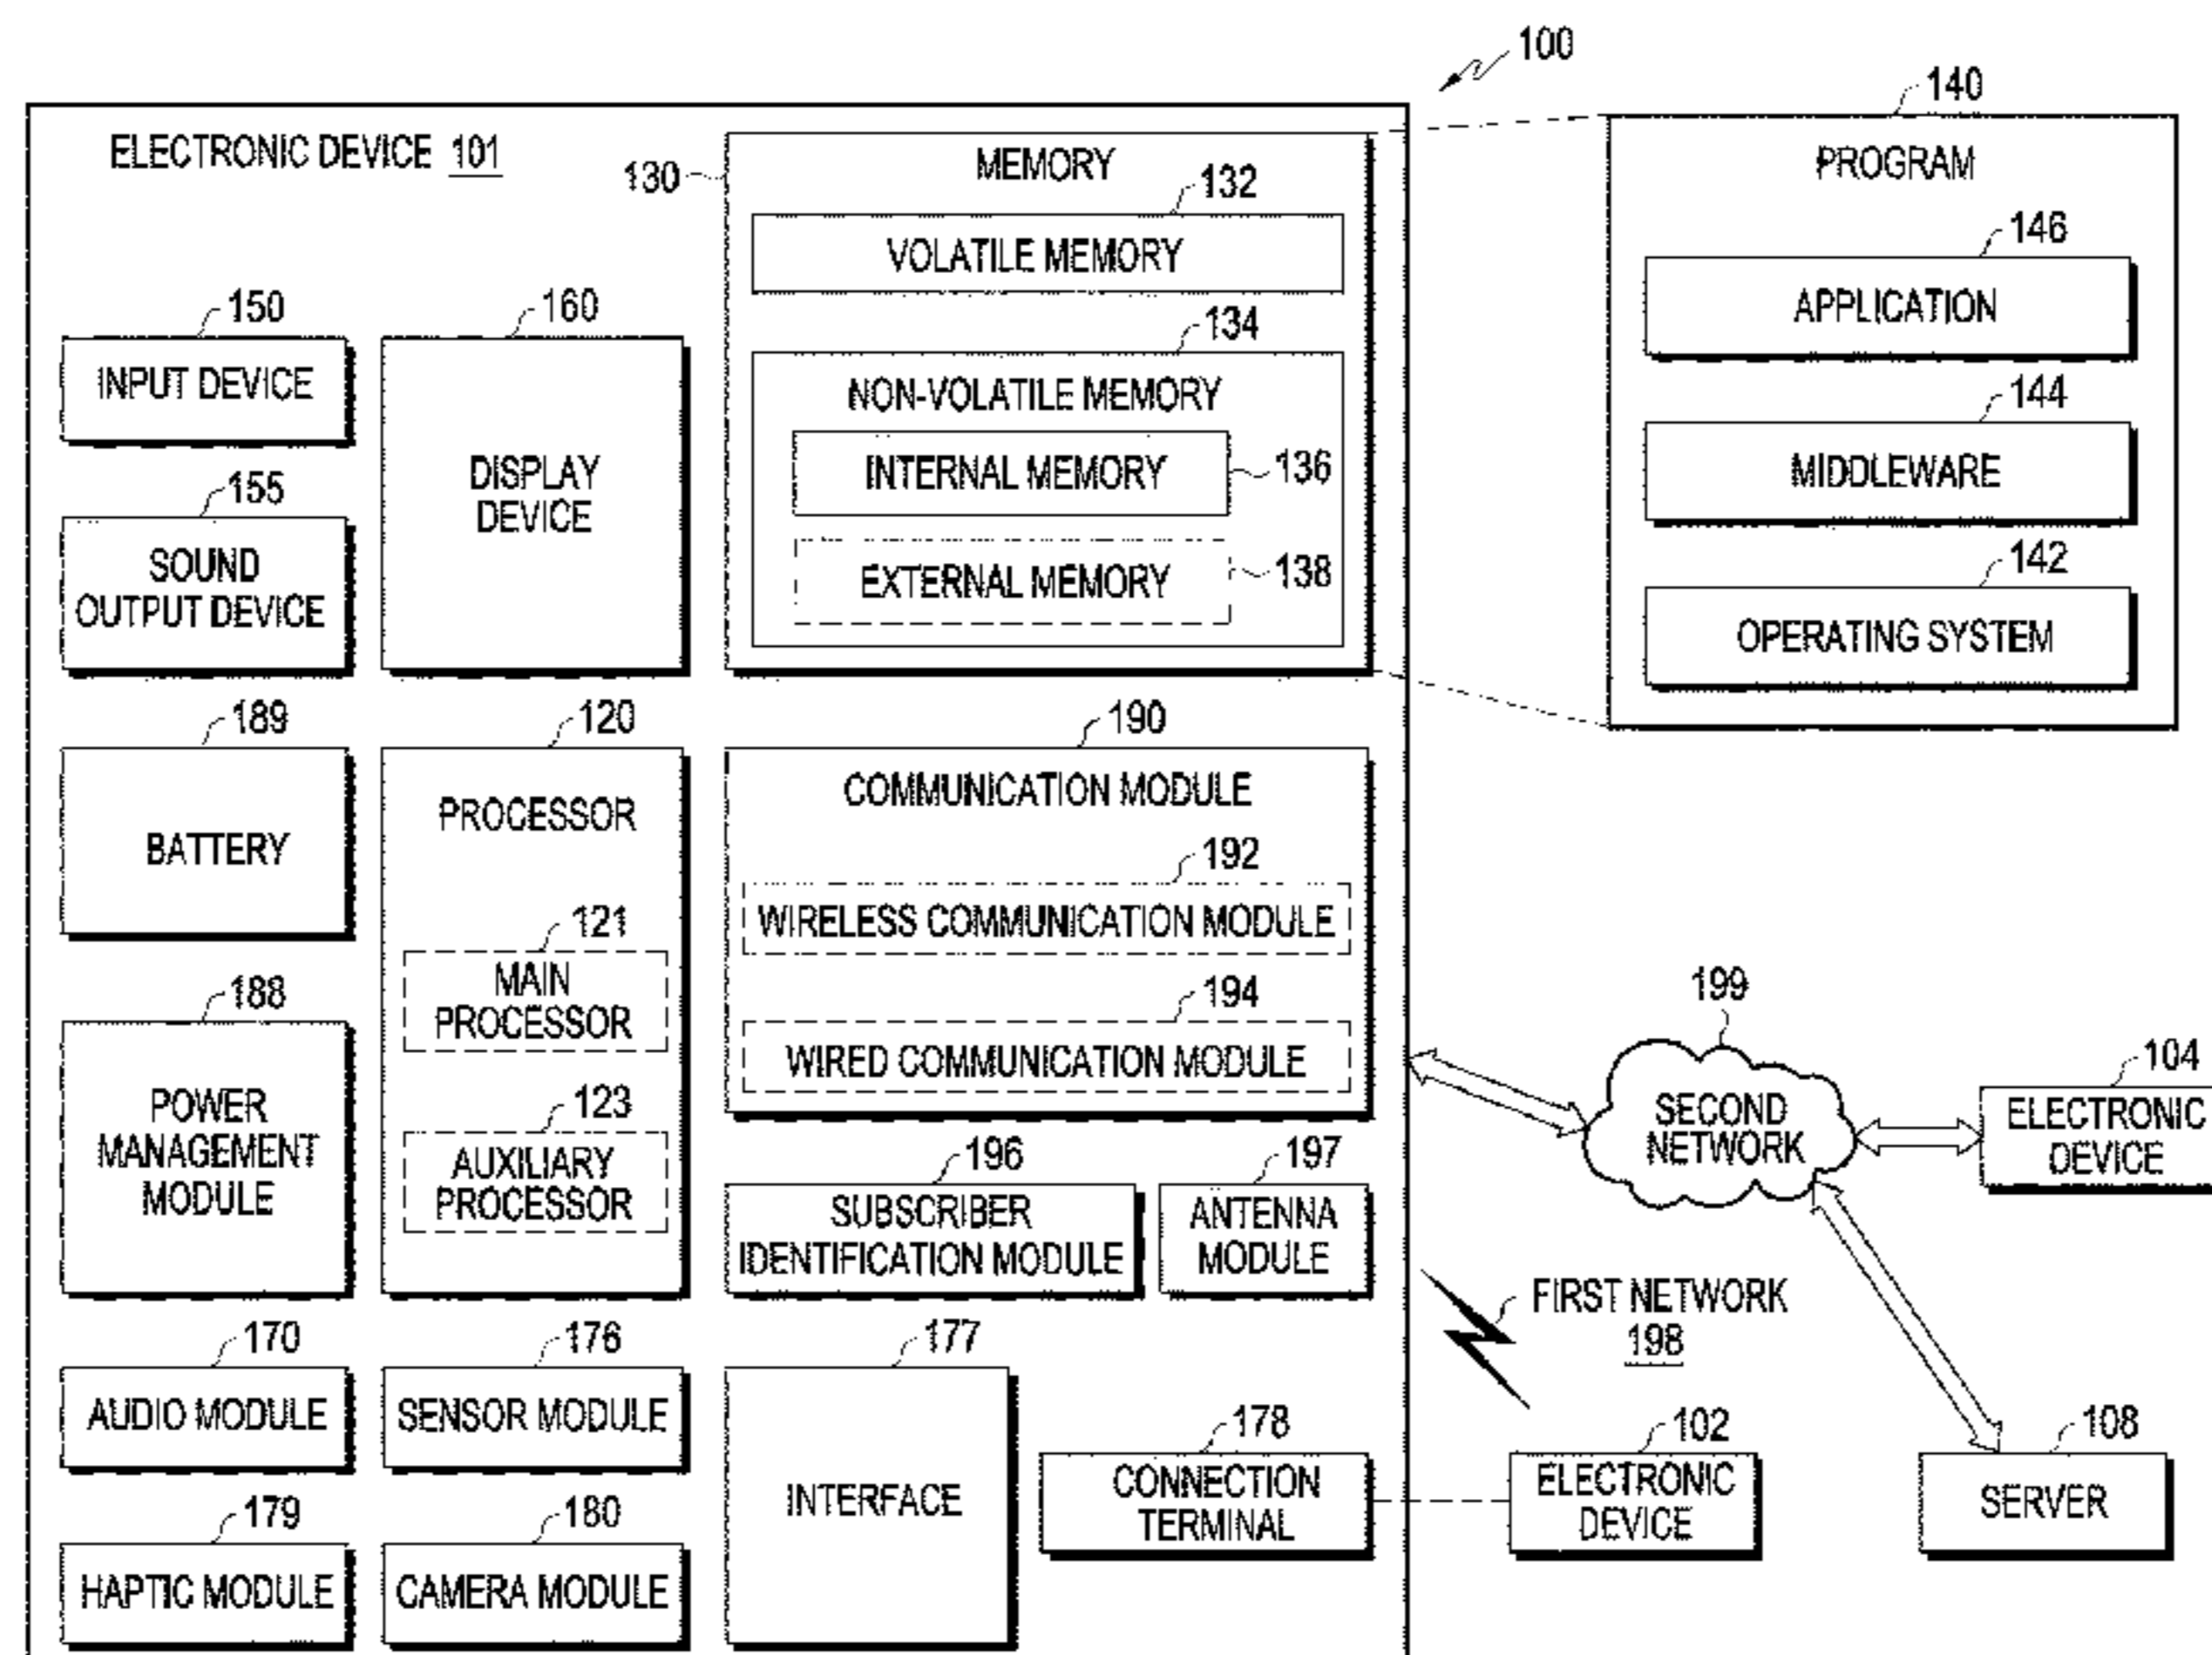 100
ELECTRONIC DEVICE 101
130
MEMORY
132
VOLATILE MEMORY
134
NON-VOLATILE MEMORY
INTERNAL MEMORY
136
EXTERNAL MEMORY
138
140
PROGRAM
146
APPLICATION
144
MIDDLEWARE
142
OPERATING SYSTEM
150
INPUT DEVICE
155
SOUND
OUTPUT DEVICE
160
DISPLAY
DEVICE
189
BATTERY
188
POWER
MANAGEMENT
MODULE
120
PROCESSOR
121
MAIN
PROCESSOR
123
AUXILIARY
PROCESSOR
190
COMMUNICATION MODULE
192
WIRELESS COMMUNICATION MODULE
194
WIRED COMMUNICATION MODULE
196
SUBSCRIBER
IDENTIFICATION MODULE
197
ANTENNA
MODULE
199
SECOND
NETWORK
104
ELECTRONIC
DEVICE
FIRST NETWORK
198
170
AUDIO MODULE
176
SENSOR MODULE
177
INTERFACE
178
CONNECTION
TERMINAL
102
ELECTRONIC
DEVICE
108
SERVER
179
HAPTIC MODULE
180
CAMERA MODULE